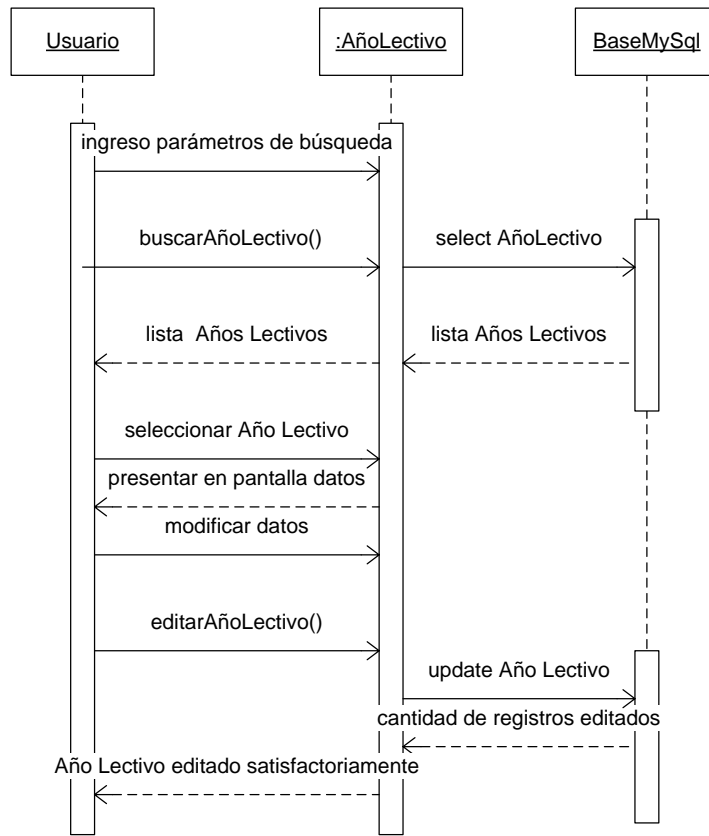 Usuario
:AñoLectivo
BaseMySql
ingreso parámetros de búsqueda
buscarAñoLectivo()
select AñoLectivo
lista  Años Lectivos
lista Años Lectivos
seleccionar Año Lectivo
presentar en pantalla datos
modificar datos
editarAñoLectivo()
update Año Lectivo
cantidad de registros editados
Año Lectivo editado satisfactoriamente